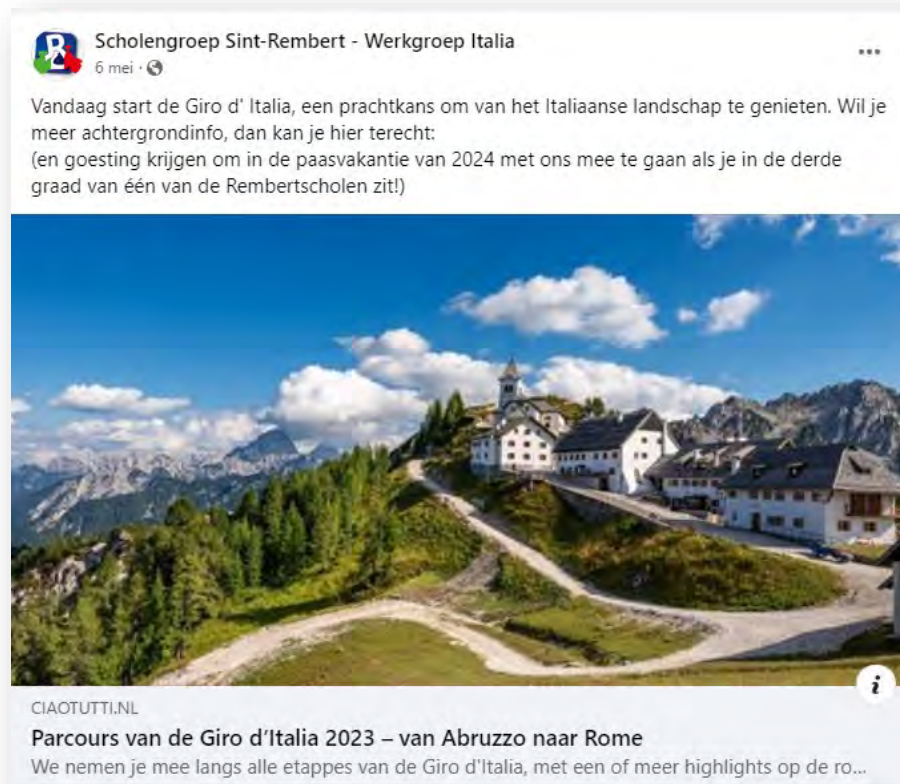 Scholengroep Sint-Rembert - Werkgroep Italia
6 mei ·
Vandaag start de Giro d' Italia, een prachtkans om van het Italiaanse landschap te genieten. Wil je
meer achtergrondinfo, dan kan je hier terecht:
(en goesting krijgen om in de paasvakantie van 2024 met ons mee te gaan als je in de derde
graad van één van de Rembertscholen zit!)
CIAOTUTTI.NL
Parcours van de Giro d'Italia 2023 – van Abruzzo naar Rome
We nemen je mee langs alle etappes van de Giro d'Italia, met een of meer highlights op de ro...